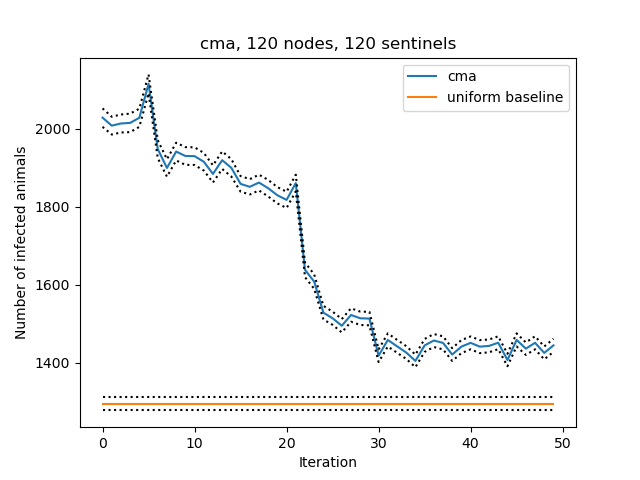 cma, 120 nodes, 120 sentinels
cma
uniform baseline
Number of infected animals
2000
1800
1600
1400
0 10 20 30 40 50
Iteration